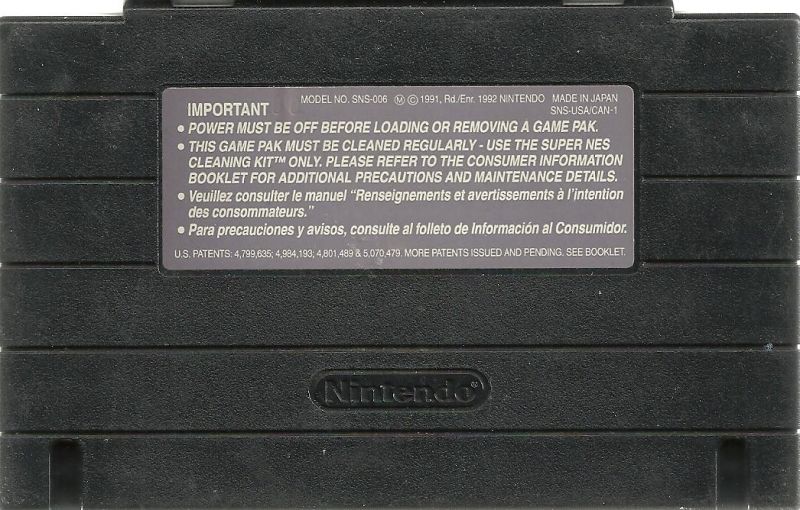 MODEL NO. SNS-006 Ⓜ © 1991, Rd./Enr. 1992 NINTENDO MADE IN JAPAN
IMPORTANT SNS-USA/CAN-1
• POWER MUST BE OFF BEFORE LOADING OR REMOVING A GAME PAK.
• THIS GAME PAK MUST BE CLEANED REGULARLY - USE THE SUPER NES
CLEANING KIT™ ONLY. PLEASE REFER TO THE CONSUMER INFORMATION
BOOKLET FOR ADDITIONAL PRECAUTIONS AND MAINTENANCE DETAILS.
• Veuillez consulter le manuel "Renseignements et avertissements à l'intention
des consommateurs."
• Para precauciones y avisos, consulte al folleto de Información al Consumidor.
U.S. PATENTS: 4,799,635; 4,984,193; 4,801,489 & 5,070,479. MORE PATENTS ISSUED AND PENDING. SEE BOOKLET.
Nintendo®